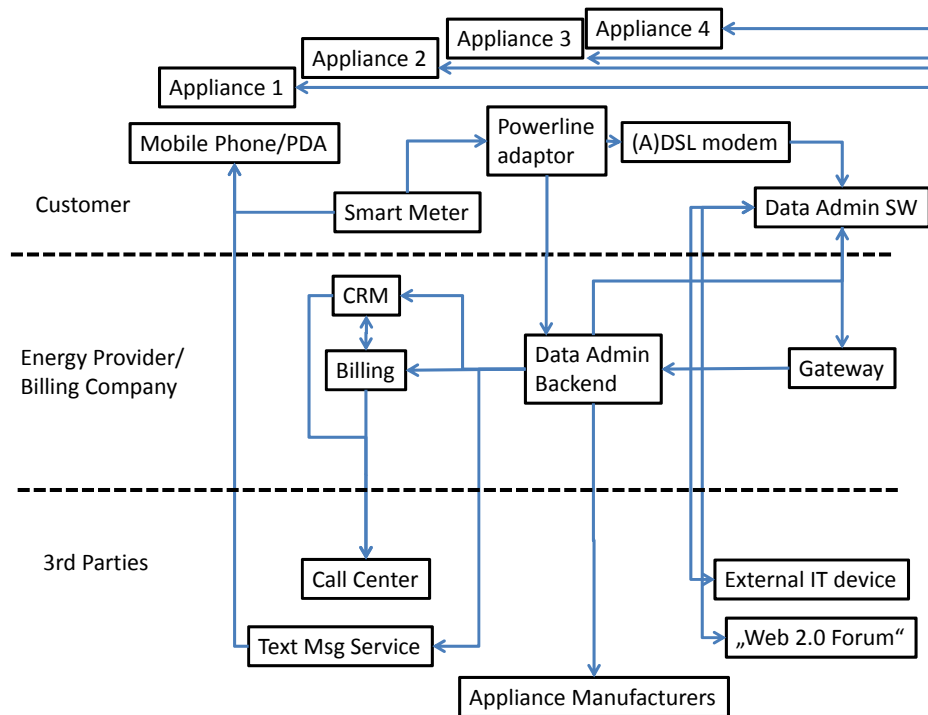 Appliance 4
Appliance 3
Appliance 2
Appliance 1
Mobile Phone/PDA
Powerline
adaptor
(A)DSL modem
Customer
Smart Meter
Data Admin SW
CRM
Energy Provider/
Billing Company
Billing
Data Admin
Backend
Gateway
3rd Parties
Call Center
External IT device
Text Msg Service
„Web 2.0 Forum“
Appliance Manufacturers